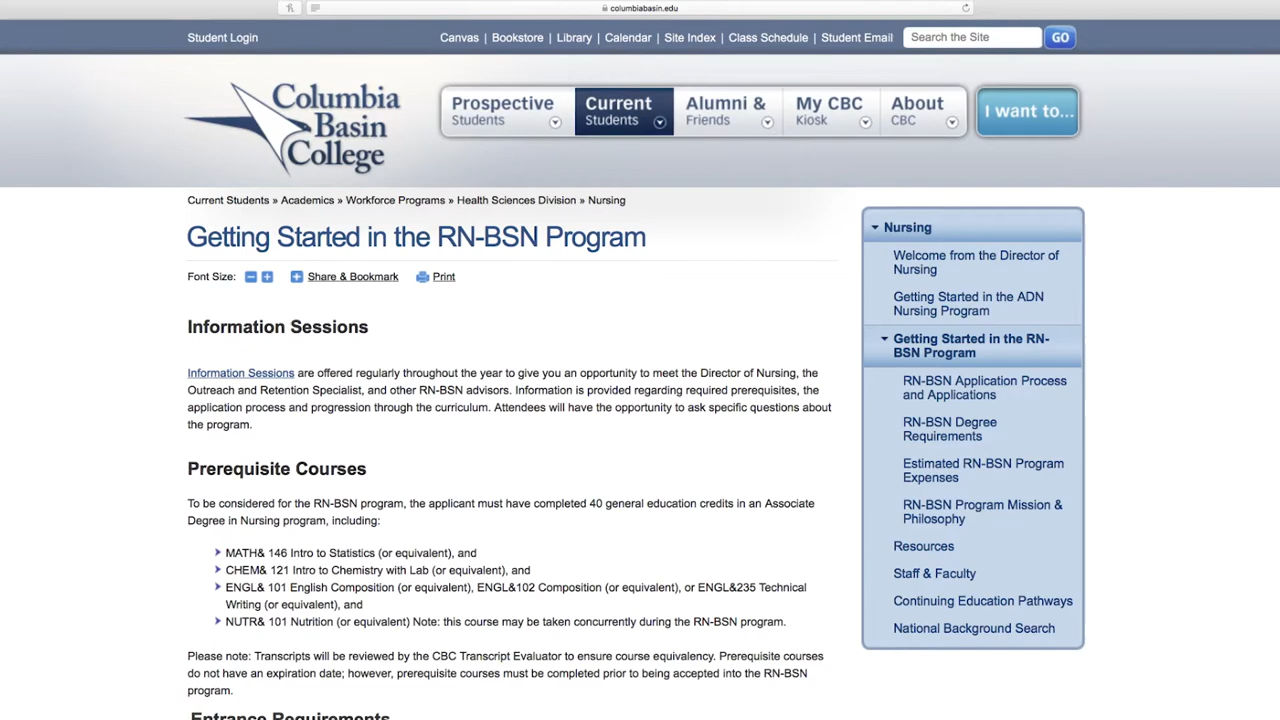 columbiabasin.edu
Student Login
Canvas | Bookstore | Library | Calendar | Site Index | Class Schedule | Student Email
Search the Site
GO
Columbia
Basin
College
Prospective
Students
Current
Students
Alumni &
Friends
My CBC
Kiosk
About
CBC
I want to...
Current Students » Academics » Workforce Programs » Health Sciences Division » Nursing
Getting Started in the RN-BSN Program
Font Size:
Share & Bookmark
Print
Information Sessions
Information Sessions are offered regularly throughout the year to give you an opportunity to meet the Director of Nursing, the
Outreach and Retention Specialist, and other RN-BSN advisors. Information is provided regarding required prerequisites, the
application process and progression through the curriculum. Attendees will have the opportunity to ask specific questions about
the program.
Prerequisite Courses
To be considered for the RN-BSN program, the applicant must have completed 40 general education credits in an Associate
Degree in Nursing program, including:
MATH& 146 Intro to Statistics (or equivalent), and
CHEM& 121 Intro to Chemistry with Lab (or equivalent), and
ENGL& 101 English Composition (or equivalent), ENGL&102 Composition (or equivalent), or ENGL&235 Technical
Writing (or equivalent), and
NUTR& 101 Nutrition (or equivalent) Note: this course may be taken concurrently during the RN-BSN program.
Please note: Transcripts will be reviewed by the CBC Transcript Evaluator to ensure course equivalency. Prerequisite courses
do not have an expiration date; however, prerequisite courses must be completed prior to being accepted into the RN-BSN
program.
Entrance Requirements
Nursing
Welcome from the Director of
Nursing
Getting Started in the ADN
Nursing Program
Getting Started in the RN-
BSN Program
RN-BSN Application Process
and Applications
RN-BSN Degree
Requirements
Estimated RN-BSN Program
Expenses
RN-BSN Program Mission &
Philosophy
Resources
Staff & Faculty
Continuing Education Pathways
National Background Search